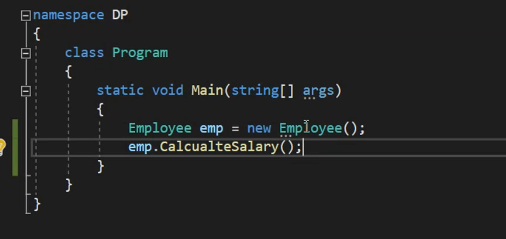 namespace DP
{
class Program
{
static void Main(string[] args)
{
Employee emp = new Employee();
emp.CalcualteSalary();
}
}
}